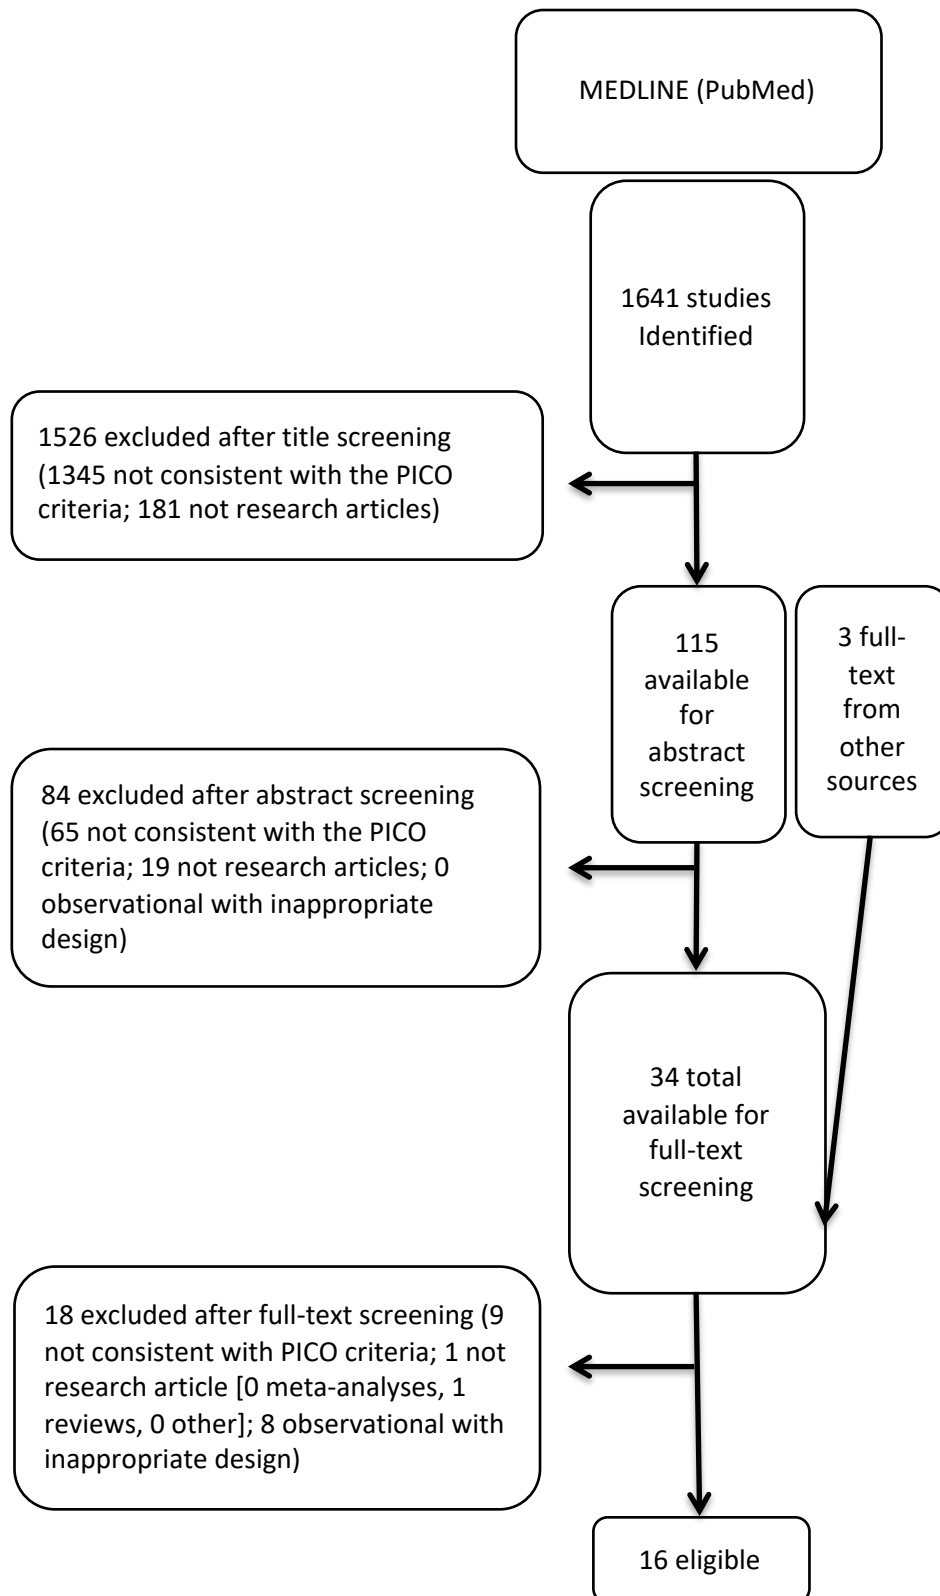 MEDLINE (PubMed)
1641 studies
Identified
1526 excluded after title screening
(1345 not consistent with the PICO
criteria; 181 not research articles)
115
available
for
abstract
screening
3 full-
text
from
other
sources
84 excluded after abstract screening
(65 not consistent with the PICO
criteria; 19 not research articles; 0
observational with inappropriate
design)
34 total
available for
full-text
screening
18 excluded after full-text screening (9
not consistent with PICO criteria; 1 not
research article [0 meta-analyses, 1
reviews, 0 other]; 8 observational with
inappropriate design)
16 eligible